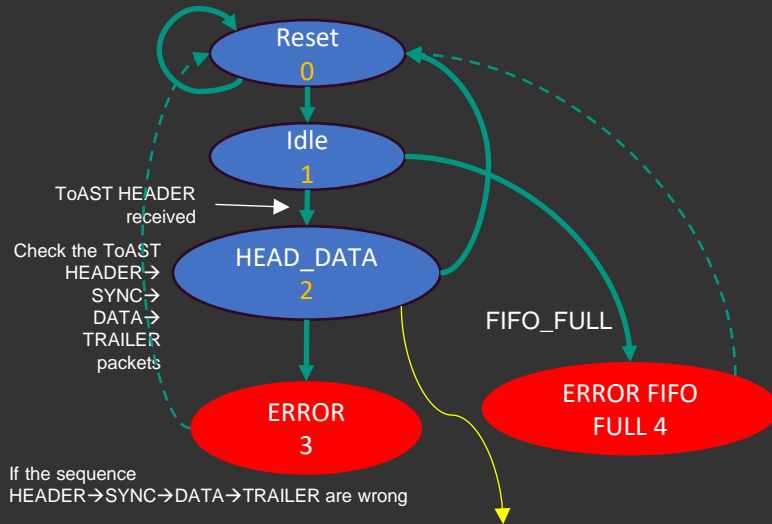 Reset
0
Idle
1
ToAST HEADER
received
HEAD_DATA
2
Check the ToAST
HEADER→
SYNC→
DATA→
TRAILER
packets
FIFO_FULL
ERROR
3
ERROR FIFO
FULL 4
If the sequence
HEADER→SYNC→DATA→TRAILER are wrong